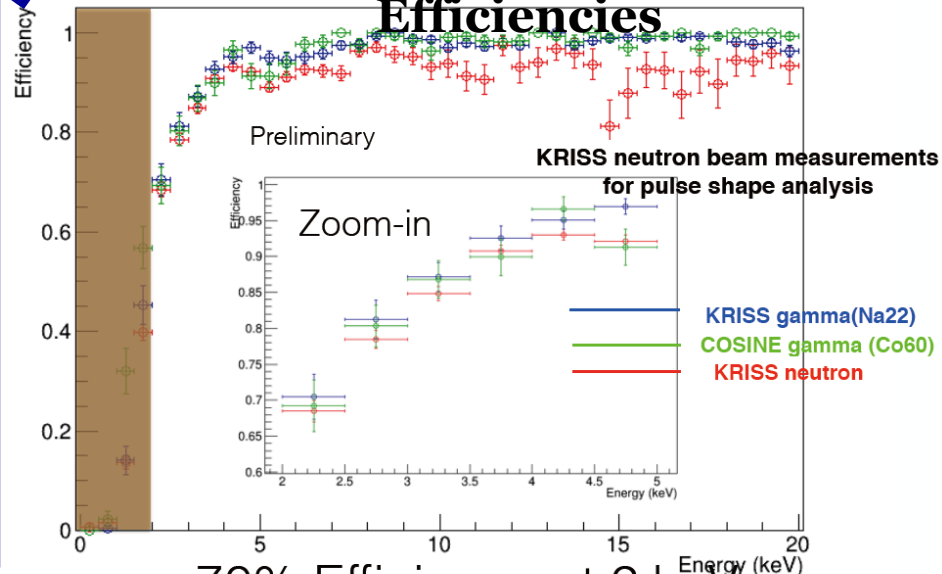 Efficiencies
Efficiency
1
0.8
0.6
0.4
0.2
0
Preliminary
KRISS neutron beam measurements
for pulse shape analysis
Zoom-in
Efficiency
1
0.95
0.9
0.85
0.8
0.75
0.7
0.65
0.6
2 2.5 3 3.5 4 4.5 5
Energy (keV)
KRISS gamma(Na22)
COSINE gamma (Co60)
KRISS neutron
0 5 10 15 20
Energy (keV)